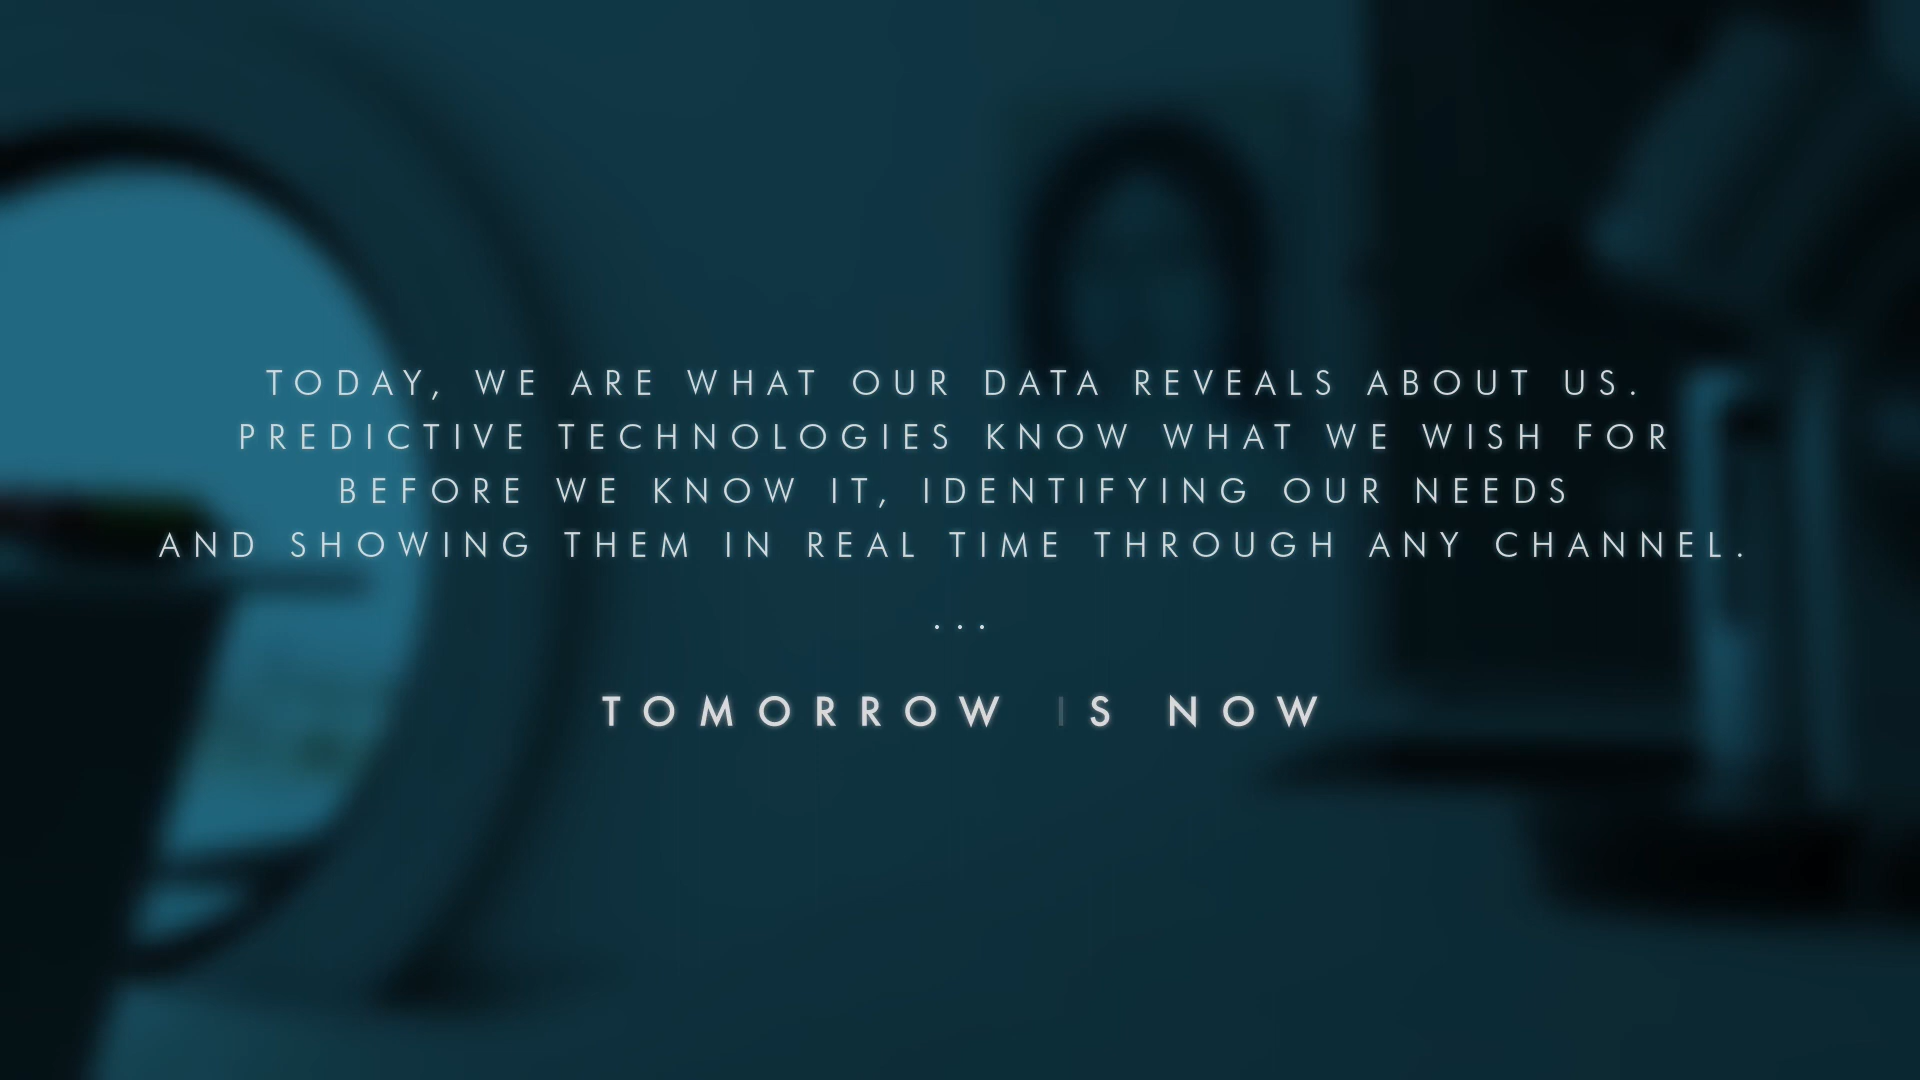 TODAY, WE ARE WHAT OUR DATA REVEALS ABOUT US.
PREDICTIVE TECHNOLOGIES KNOW WHAT WE WISH FOR
BEFORE WE KNOW IT, IDENTIFYING OUR NEEDS
AND SHOWING THEM IN REAL TIME THROUGH ANY CHANNEL.
...
TOMORROW IS NOW